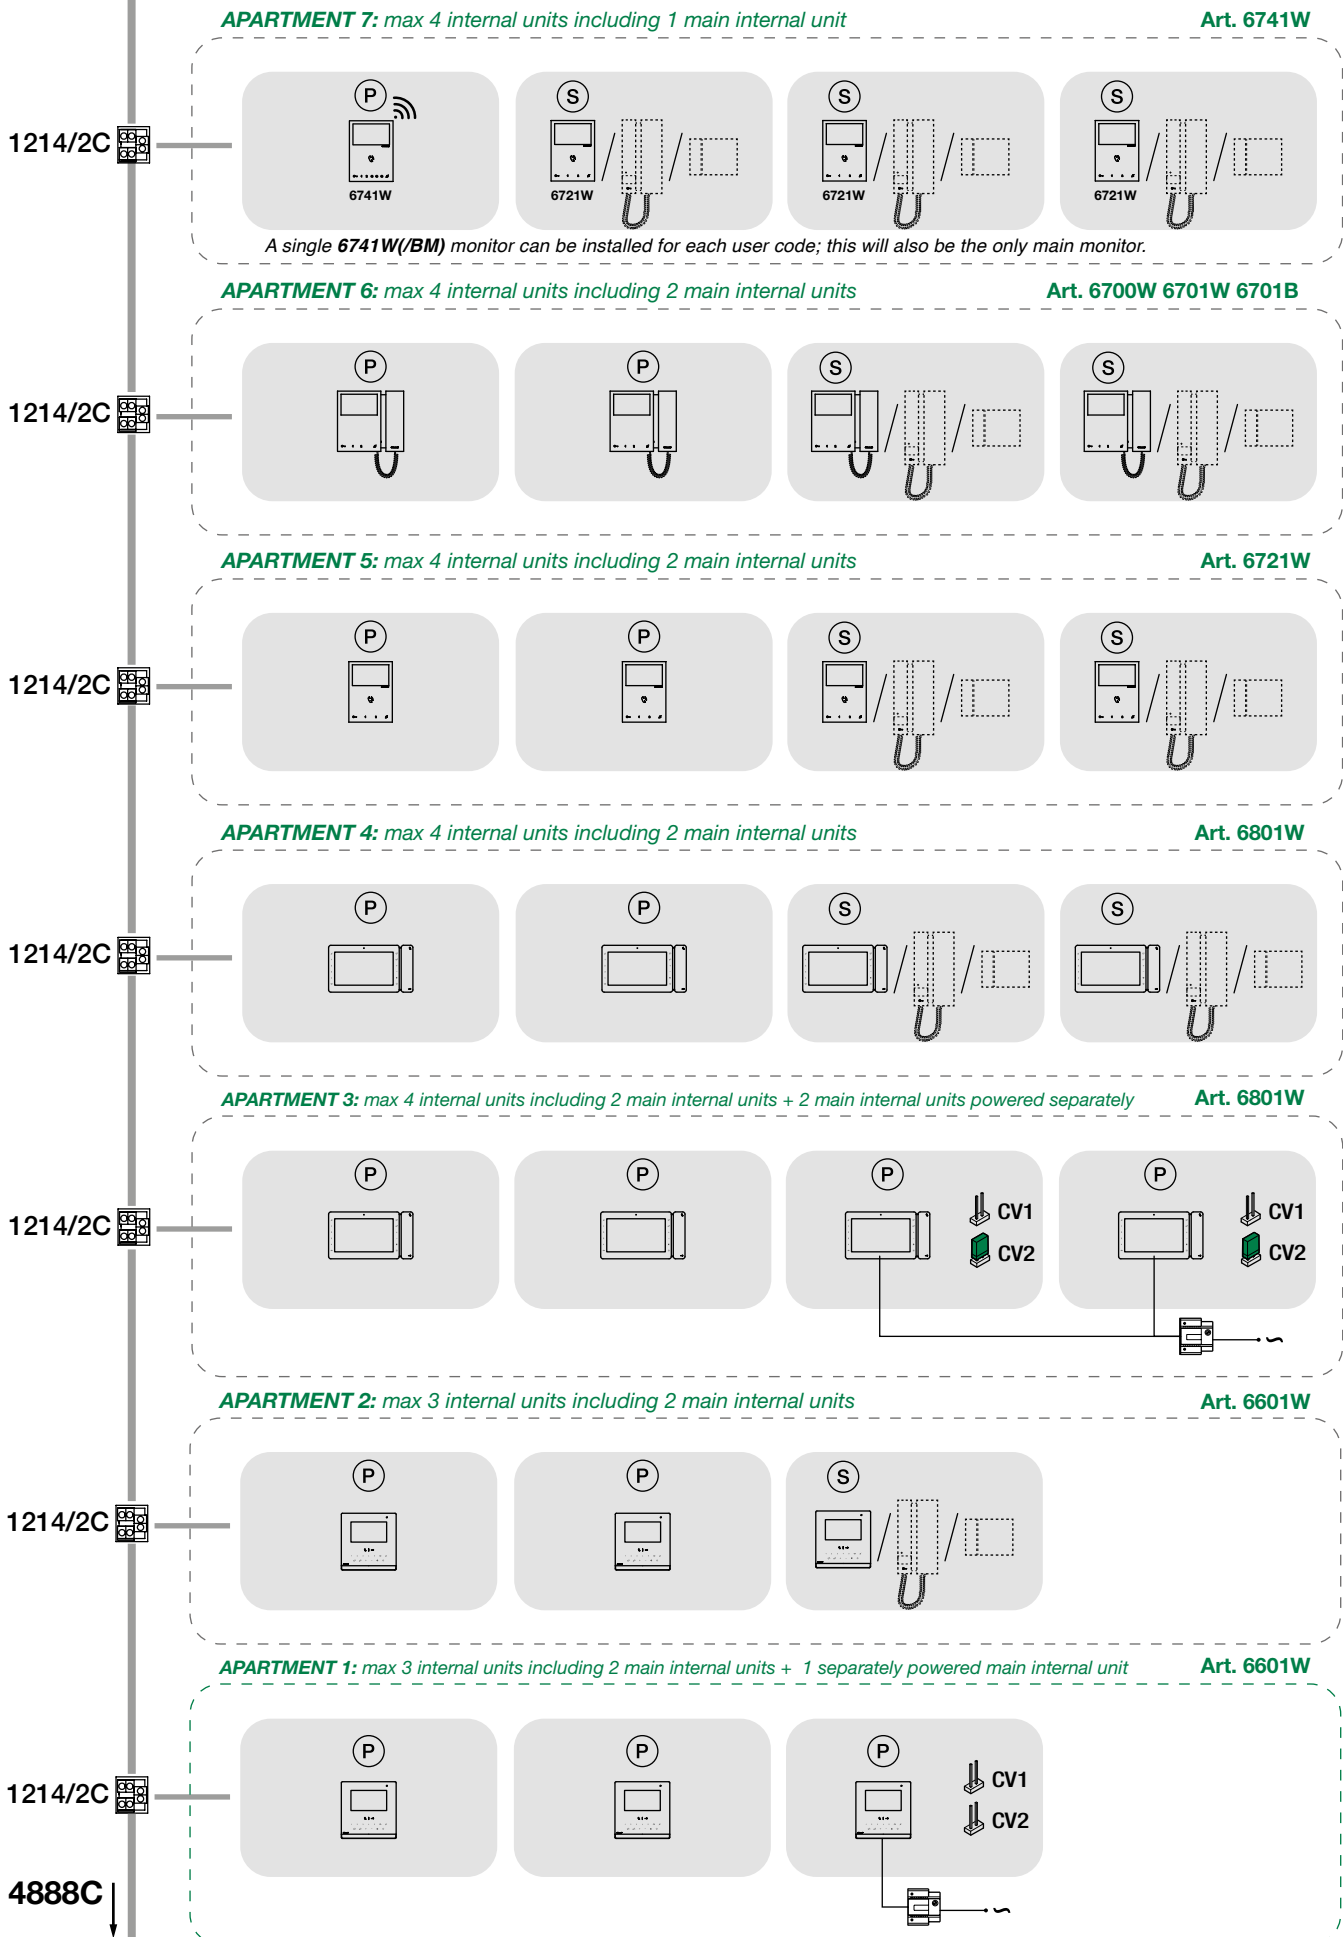 APARTMENT 7: max 4 internal units including 1 main internal unit Art. 6741W
P S S S
1214/2C
6741W 6721W 6721W 6721W
A single 6741W(/BM) monitor can be installed for each user code; this will also be the only main monitor.
APARTMENT 6: max 4 internal units including 2 main internal units Art. 6700W 6701W 6701B
P P S S
1214/2C
APARTMENT 5: max 4 internal units including 2 main internal units Art. 6721W
P P S S
1214/2C
APARTMENT 4: max 4 internal units including 2 main internal units Art. 6801W
P P S S
1214/2C
APARTMENT 3: max 4 internal units including 2 main internal units + 2 main internal units powered separately Art. 6801W
P P P P
CV1 CV1
1214/2C
CV2 CV2
APARTMENT 2: max 3 internal units including 2 main internal units Art. 6601W
P P S
1214/2C
APARTMENT 1: max 3 internal units including 2 main internal units + 1 separately powered main internal unit Art. 6601W
P P P
CV1
1214/2C
CV2
4888C